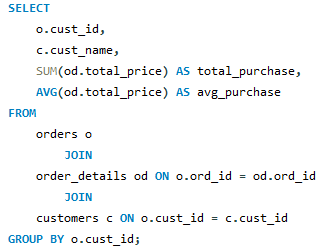 SELECT
    o.cust_id,
    c.cust_name,
    SUM(od.total_price) AS total_purchase,
    AVG(od.total_price) AS avg_purchase
FROM
    orders o
        JOIN
    order_details od ON o.ord_id = od.ord_id
        JOIN
    customers c ON o.cust_id = c.cust_id
GROUP BY o.cust_id;